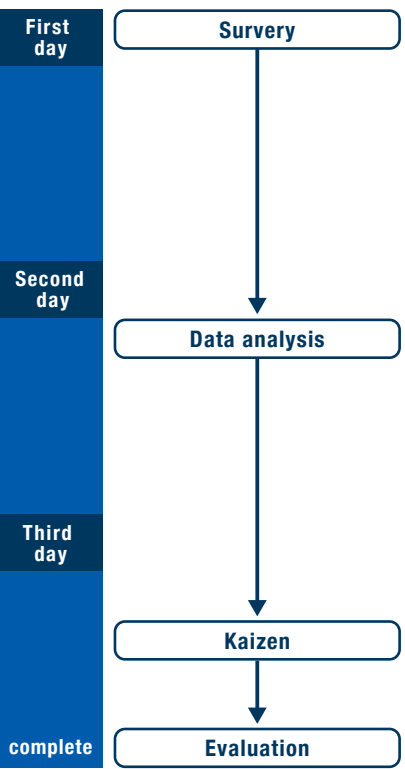 First
day
Survery
Second
day
Data analysis
Third
day
Kaizen
complete
Evaluation